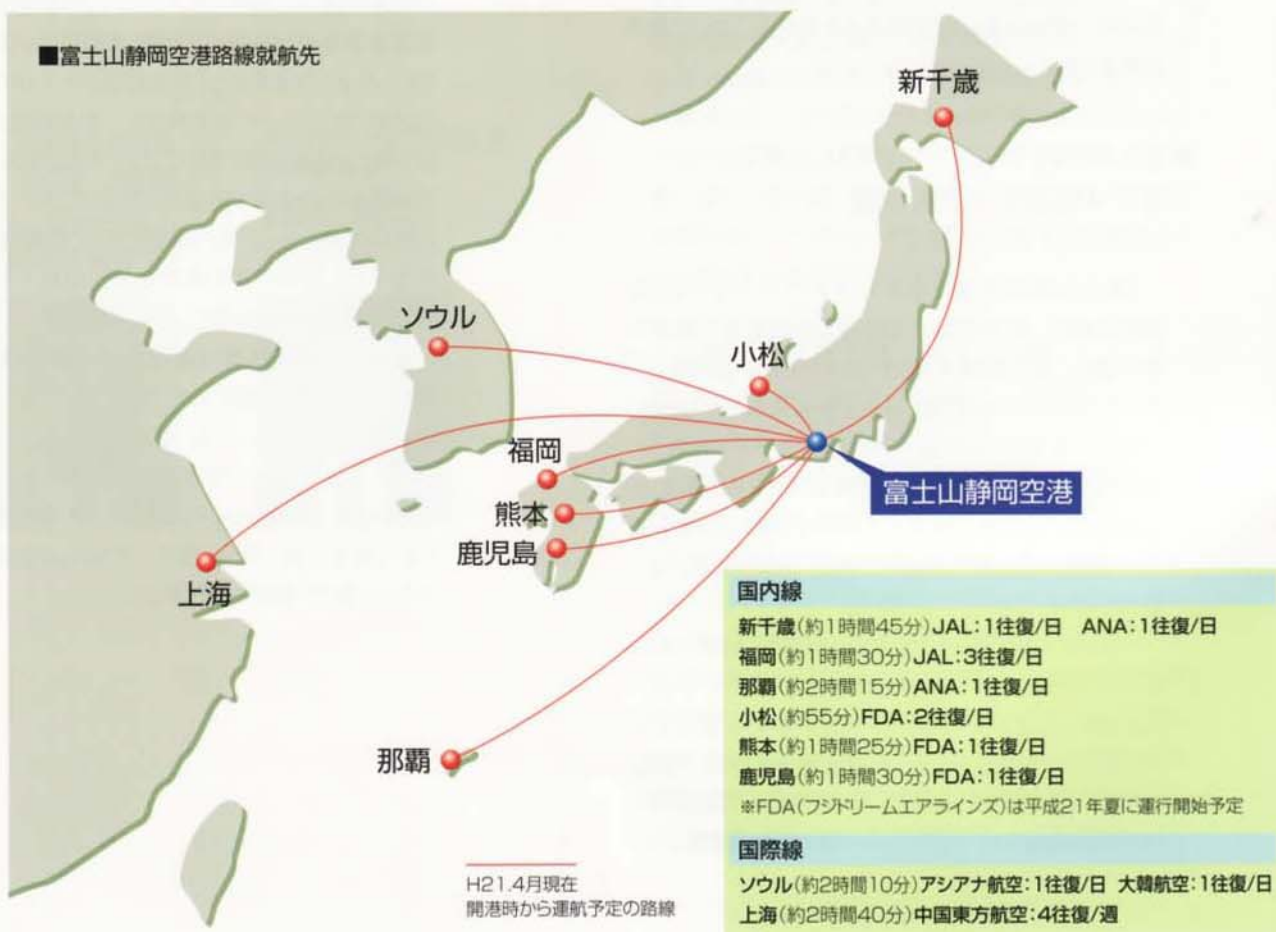 ■富士山静岡空港路線就航先
新千歳
ソウル
小松
福岡
熊本
鹿児島
富士山静岡空港
上海
那覇
国内線
新千歳(約1時間45分)JAL:1往復/日 ANA:1往復/日
福岡(約1時間30分)JAL:3往復/日
那覇(約2時間15分)ANA:1往復/日
小松(約55分)FDA:2往復/日
熊本(約1時間25分)FDA:1往復/日
鹿児島(約1時間30分)FDA:1往復/日
※FDA(フジドリームエアラインズ)は平成21年夏に運行開始予定
国際線
ソウル(約2時間10分)アシアナ航空:1往復/日 大韓航空:1往復/日
上海(約2時間40分)中国東方航空:4往復/週
H21.4月現在
開港時から運航予定の路線